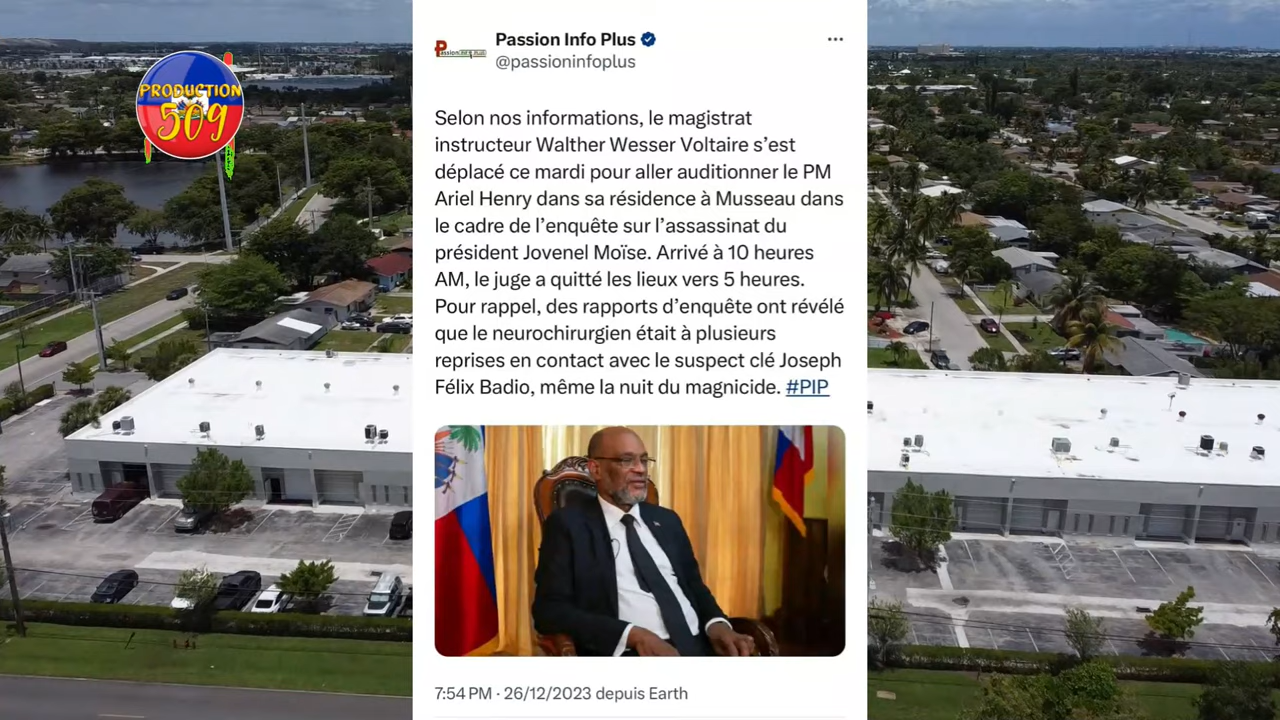 PRODUCTION
509
Passion Info Plus
Passion Info Plus
@passioninfoplus
Selon nos informations, le magistrat
instructeur Walther Wesser Voltaire s’est
déplacé ce mardi pour aller auditionner le PM
Ariel Henry dans sa résidence à Musseau dans
le cadre de l’enquête sur l’assassinat du
président Jovenel Moïse. Arrivé à 10 heures
AM, le juge a quitté les lieux vers 5 heures.
Pour rappel, des rapports d’enquête ont révélé
que le neurochirurgien était à plusieurs
reprises en contact avec le suspect clé Joseph
Félix Badio, même la nuit du magnicide. #PIP
7:54 PM · 26/12/2023 depuis Earth